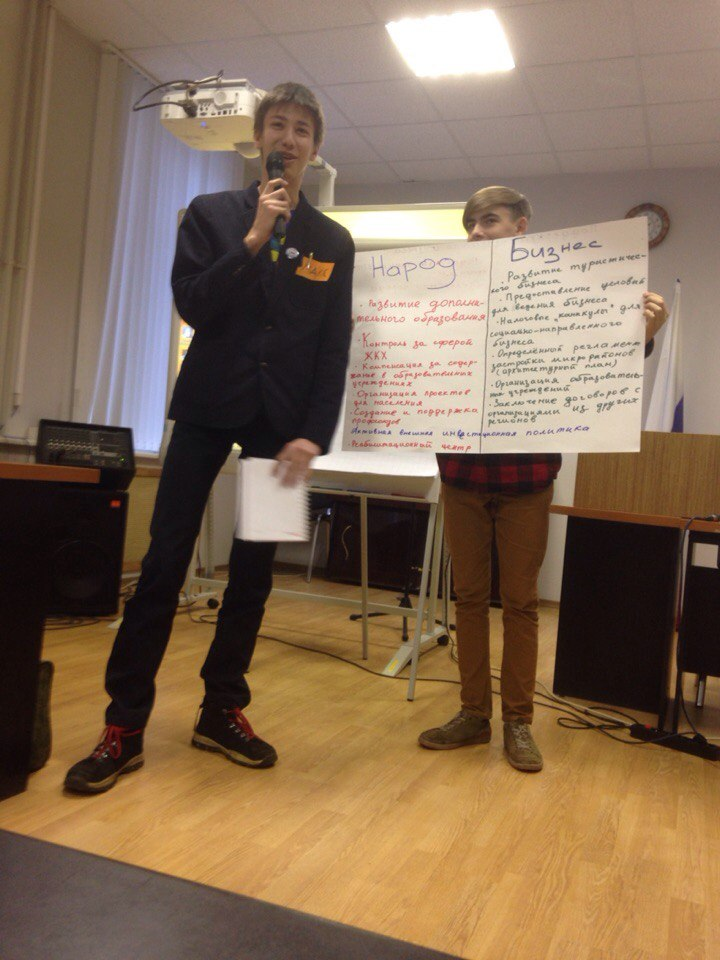 Народ
· Развитие дополни-
тельного образования
· Контроль за сферой
ЖКХ
· Компенсация за содер-
жание в образовательных
учреждениях
· Организация проектов
для населения
· Создание и поддержка
профсоюзов
Активная внешняя инвестиционная политика
· Реабилитационный центр
Бизнес
· Развитие туристичес-
кого бизнеса
· Предоставление условий
для ведения бизнеса
· Налоговые "каникулы" для
социально-направленного
бизнеса
· Определённый регламент
застройки микрорайонов
(архитектурный план)
· Организация образователь-
ных учреждений
· Заключение договоров с
организациями из других
регионов